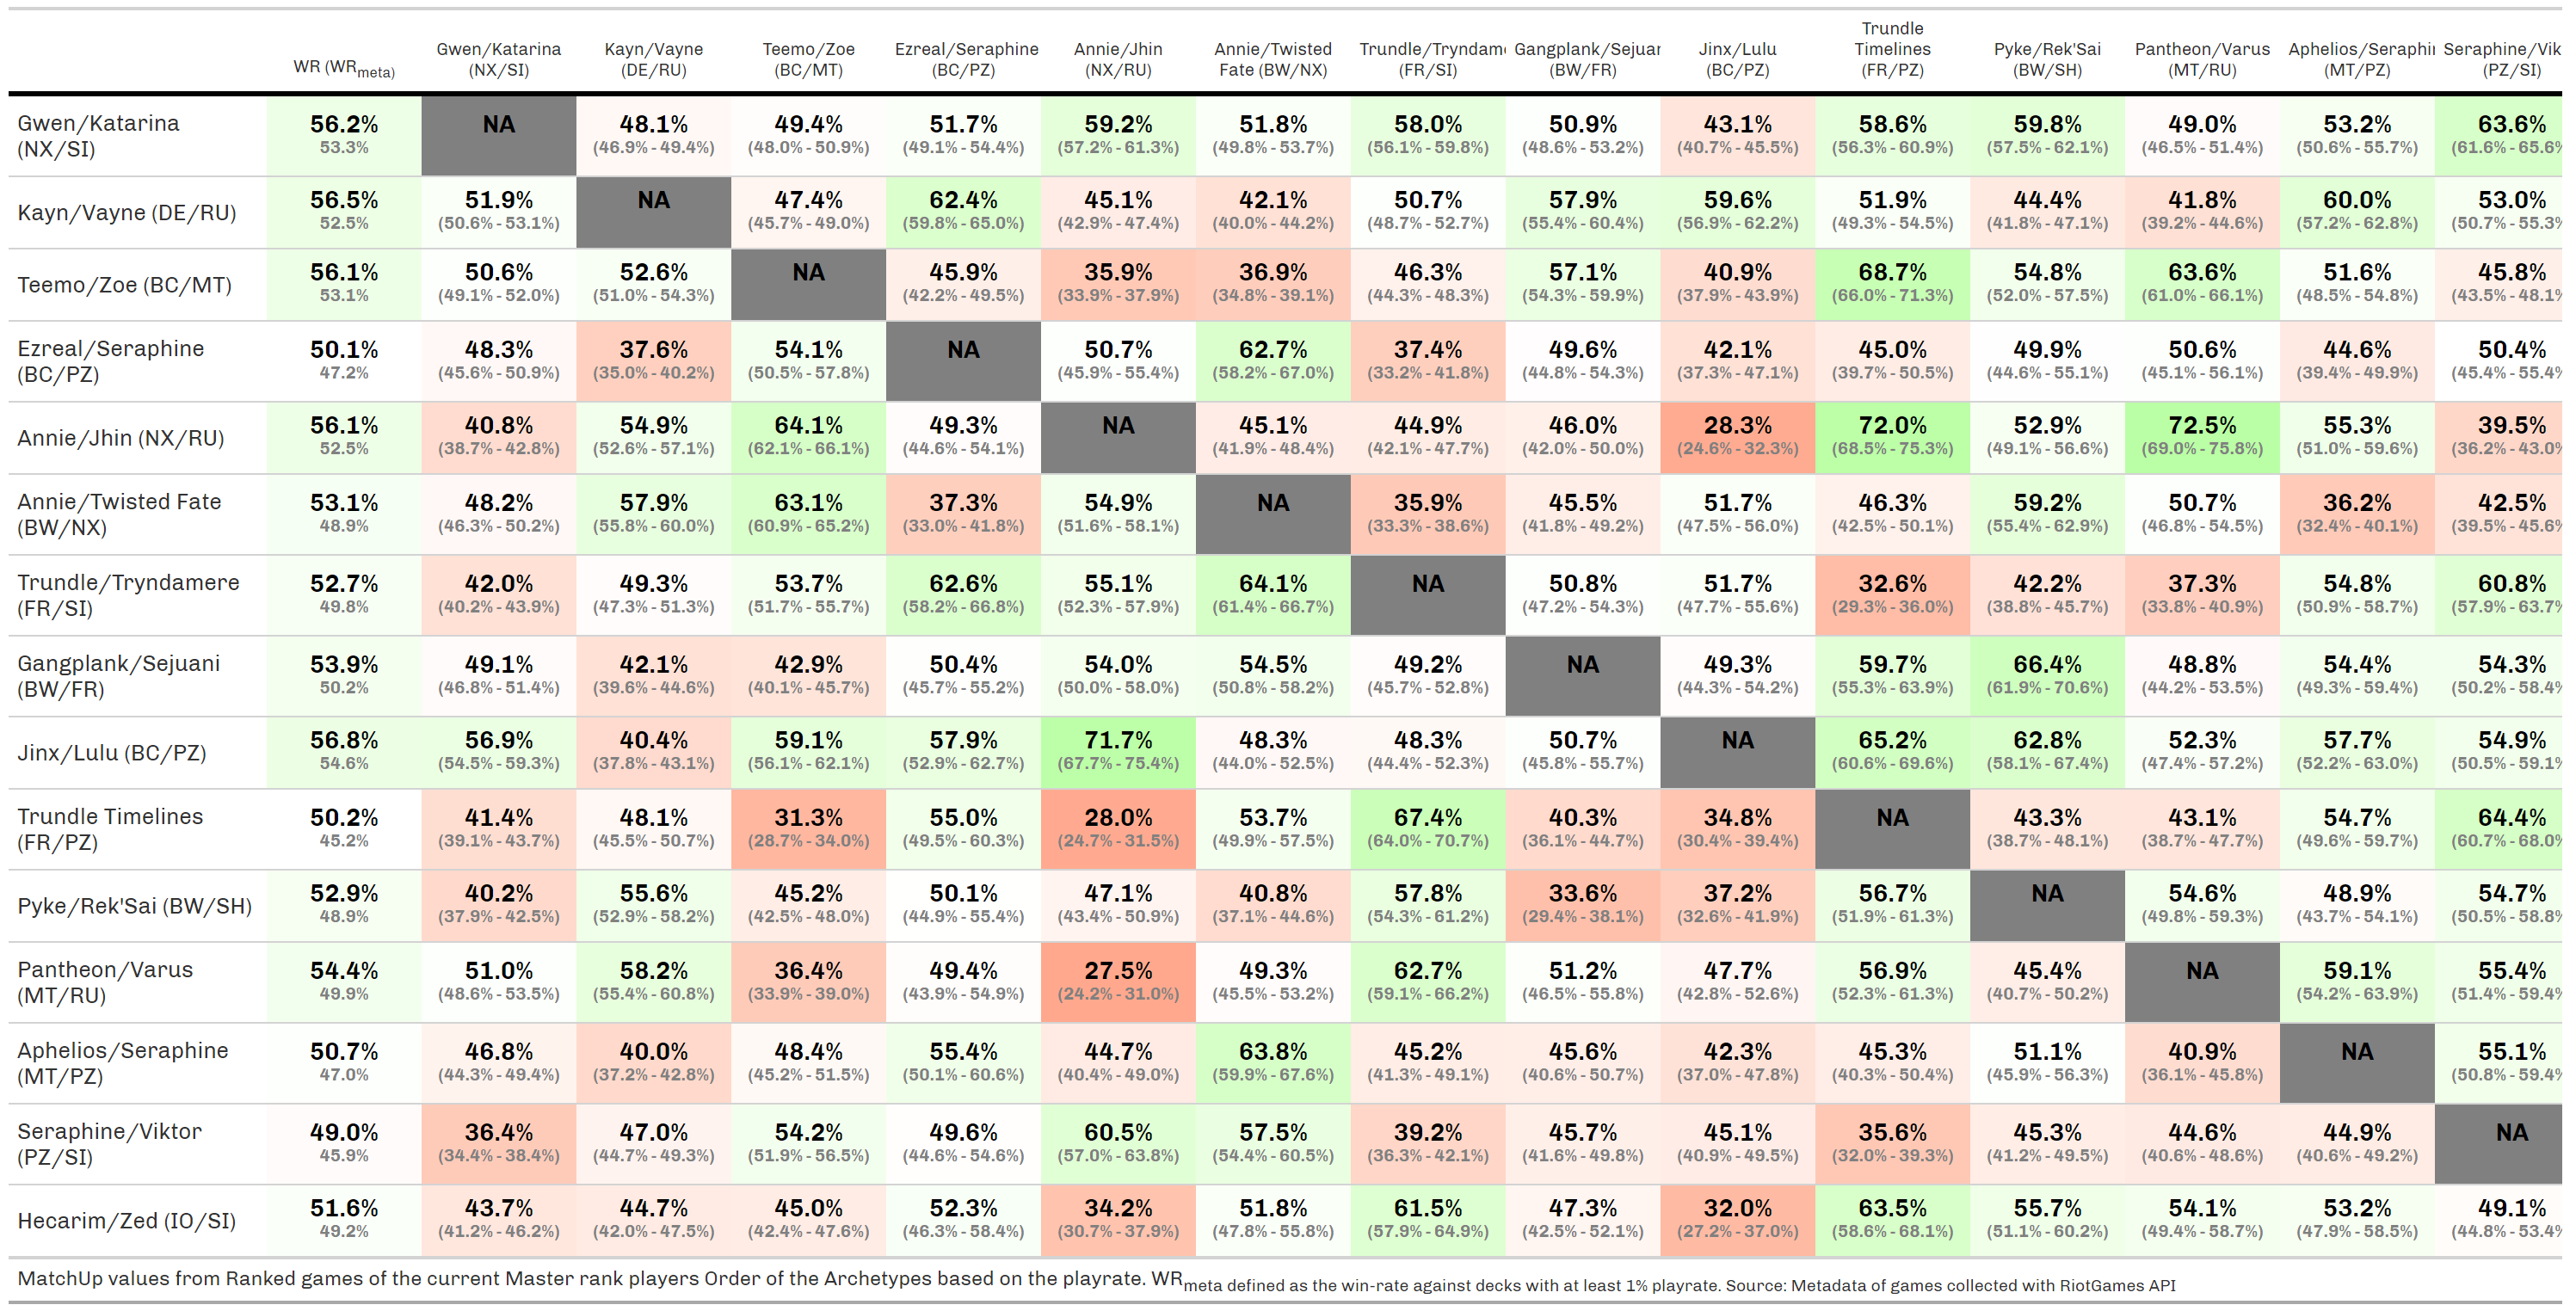 WR (WRmeta)
Gwen/Katarina
(NX/SI)
Kayn/Vayne
(DE/RU)
Teemo/Zoe
(BC/MT)
Ezreal/Seraphine
(BC/PZ)
Annie/Jhin
(NX/RU)
Annie/Twisted
Fate (BW/NX)
Trundle/Tryndam
(FR/SI)
Gangplank/Sejua
(BW/FR)
Jinx/Lulu
(BC/PZ)
Trundle
Timelines
(FR/PZ)
Pyke/Rek'Sai
(BW/SH)
Pantheon/Varus
(MT/RU)
Aphelios/Seraphi
(MT/PZ)
Seraphine/Vik
(PZ/SI)
Gwen/Katarina 56.2% NA 48.1% 49.4% 51.7% 59.2% 51.8% 58.0% 50.9% 43.1% 58.6% 59.8% 49.0% 53.2% 63.6%
(NX/SI) 53.3% (46.9% - 49.4%) (48.0% - 50.9%) (49.1% - 54.4%) (57.2% - 61.3%) (49.8% - 53.7%) (56.1% - 59.8%) (48.6% - 53.2%) (40.7% - 45.5%) (56.3% - 60.9%) (57.5% - 62.1%) (46.5% - 51.4%) (50.6% - 55.7%) (61.6% - 65.6%
Kayn/Vayne (DE/RU) 56.5% 51.9% NA 47.4% 62.4% 45.1% 42.1% 50.7% 57.9% 59.6% 51.9% 44.4% 41.8% 60.0% 53.0%
52.5% (50.6% - 53.1%) (45.7% - 49.0%) (59.8% - 65.0%) (42.9% - 47.4%) (40.0% - 44.2%) (48.7% - 52.7%) (55.4% - 60.4%) (56.9% - 62.2%) (49.3% - 54.5%) (41.8% - 47.1%) (39.2% - 44.6%) (57.2% - 62.8%) (50.7% - 55.3%
Teemo/Zoe (BC/MT) 56.1% 50.6% 52.6% NA 45.9% 35.9% 36.9% 46.3% 57.1% 40.9% 68.7% 54.8% 63.6% 51.6% 45.8%
53.1% (49.1% - 52.0%) (51.0% - 54.3%) (42.2% - 49.5%) (33.9% - 37.9%) (34.8% - 39.1%) (44.3% - 48.3%) (54.3% - 59.9%) (37.9% - 43.9%) (66.0% - 71.3%) (52.0% - 57.5%) (61.0% - 66.1%) (48.5% - 54.8%) (43.5% - 48.1%
Ezreal/Seraphine 50.1% 48.3% 37.6% 54.1% NA 50.7% 62.7% 37.4% 49.6% 42.1% 45.0% 49.9% 50.6% 44.6% 50.4%
(BC/PZ) 47.2% (45.6% - 50.9%) (35.0% - 40.2%) (50.5% - 57.8%) (45.9% - 55.4%) (58.2% - 67.0%) (33.2% - 41.8%) (44.8% - 54.3%) (37.3% - 47.1%) (39.7% - 50.5%) (44.6% - 55.1%) (45.1% - 56.1%) (39.4% - 49.9%) (45.4% - 55.4%
Annie/Jhin (NX/RU) 56.1% 40.8% 54.9% 64.1% 49.3% NA 45.1% 44.9% 46.0% 28.3% 72.0% 52.9% 72.5% 55.3% 39.5%
52.5% (38.7% - 42.8%) (52.6% - 57.1%) (62.1% - 66.1%) (44.6% - 54.1%) (41.9% - 48.4%) (42.1% - 47.7%) (42.0% - 50.0%) (24.6% - 32.3%) (68.5% - 75.3%) (49.1% - 56.6%) (69.0% - 75.8%) (51.0% - 59.6%) (36.2% - 43.0%
Annie/Twisted Fate 53.1% 48.2% 57.9% 63.1% 37.3% 54.9% NA 35.9% 45.5% 51.7% 46.3% 59.2% 50.7% 36.2% 42.5%
(BW/NX) 48.9% (46.3% - 50.2%) (55.8% - 60.0%) (60.9% - 65.2%) (33.0% - 41.8%) (51.6% - 58.1%) (33.3% - 38.6%) (41.8% - 49.2%) (47.5% - 56.0%) (42.5% - 50.1%) (55.4% - 62.9%) (46.8% - 54.5%) (32.4% - 40.1%) (39.5% - 45.6%
Trundle/Tryndamere 52.7% 42.0% 49.3% 53.7% 62.6% 55.1% 64.1% NA 50.8% 51.7% 32.6% 42.2% 37.3% 54.8% 60.8%
(FR/SI) 49.8% (40.2% - 43.9%) (47.3% - 51.3%) (51.7% - 55.7%) (58.2% - 66.8%) (52.3% - 57.9%) (61.4% - 66.7%) (47.2% - 54.3%) (47.7% - 55.6%) (29.3% - 36.0%) (38.8% - 45.7%) (33.8% - 40.9%) (50.9% - 58.7%) (57.9% - 63.7%
Gangplank/Sejuani 53.9% 49.1% 42.1% 42.9% 50.4% 54.0% 54.5% 49.2% NA 49.3% 59.7% 66.4% 48.8% 54.4% 54.3%
(BW/FR) 50.2% (46.8% - 51.4%) (39.6% - 44.6%) (40.1% - 45.7%) (45.7% - 55.2%) (50.0% - 58.0%) (50.8% - 58.2%) (45.7% - 52.8%) (44.3% - 54.2%) (55.3% - 63.9%) (61.9% - 70.6%) (44.2% - 53.5%) (49.3% - 59.4%) (50.2% - 58.4%
Jinx/Lulu (BC/PZ) 56.8% 56.9% 40.4% 59.1% 57.9% 71.7% 48.3% 48.3% 50.7% NA 65.2% 62.8% 52.3% 57.7% 54.9%
54.6% (54.5% - 59.3%) (37.8% - 43.1%) (56.1% - 62.1%) (52.9% - 62.7%) (67.7% - 75.4%) (44.0% - 52.5%) (44.4% - 52.3%) (45.8% - 55.7%) (60.6% - 69.6%) (58.1% - 67.4%) (47.4% - 57.2%) (52.2% - 63.0%) (50.5% - 59.1%
Trundle Timelines 50.2% 41.4% 48.1% 31.3% 55.0% 28.0% 53.7% 67.4% 40.3% 34.8% NA 43.3% 43.1% 54.7% 64.4%
(FR/PZ) 45.2% (39.1% - 43.7%) (45.5% - 50.7%) (28.7% - 34.0%) (49.5% - 60.3%) (24.7% - 31.5%) (49.9% - 57.5%) (64.0% - 70.7%) (36.1% - 44.7%) (30.4% - 39.4%) (38.7% - 48.1%) (38.7% - 47.7%) (49.6% - 59.7%) (60.7% - 68.0%
Pyke/Rek'Sai (BW/SH) 52.9% 40.2% 55.6% 45.2% 50.1% 47.1% 40.8% 57.8% 33.6% 37.2% 56.7% NA 54.6% 48.9% 54.7%
48.9% (37.9% - 42.5%) (52.9% - 58.2%) (42.5% - 48.0%) (44.9% - 55.4%) (43.4% - 50.9%) (37.1% - 44.6%) (54.3% - 61.2%) (29.4% - 38.1%) (32.6% - 41.9%) (51.9% - 61.3%) (49.8% - 59.3%) (43.7% - 54.1%) (50.5% - 58.8%
Pantheon/Varus 54.4% 51.0% 58.2% 36.4% 49.4% 27.5% 49.3% 62.7% 51.2% 47.7% 56.9% 45.4% NA 59.1% 55.4%
(MT/RU) 49.9% (48.6% - 53.5%) (55.4% - 60.8%) (33.9% - 39.0%) (43.9% - 54.9%) (24.2% - 31.0%) (45.5% - 53.2%) (59.1% - 66.2%) (46.5% - 55.8%) (42.8% - 52.6%) (52.3% - 61.3%) (40.7% - 50.2%) (54.2% - 63.9%) (51.4% - 59.4%
Aphelios/Seraphine 50.7% 46.8% 40.0% 48.4% 55.4% 44.7% 63.8% 45.2% 45.6% 42.3% 45.3% 51.1% 40.9% NA 55.1%
(MT/PZ) 47.0% (44.3% - 49.4%) (37.2% - 42.8%) (45.2% - 51.5%) (50.1% - 60.6%) (40.4% - 49.0%) (59.9% - 67.6%) (41.3% - 49.1%) (40.6% - 50.7%) (37.0% - 47.8%) (40.3% - 50.4%) (45.9% - 56.3%) (36.1% - 45.8%) (50.8% - 59.4%
Seraphine/Viktor 49.0% 36.4% 47.0% 54.2% 49.6% 60.5% 57.5% 39.2% 45.7% 45.1% 35.6% 45.3% 44.6% 44.9% NA
(PZ/SI) 45.9% (34.4% - 38.4%) (44.7% - 49.3%) (51.9% - 56.5%) (44.6% - 54.6%) (57.0% - 63.8%) (54.4% - 60.5%) (36.3% - 42.1%) (41.6% - 49.8%) (40.9% - 49.5%) (32.0% - 39.3%) (41.2% - 49.5%) (40.6% - 48.6%) (40.6% - 49.2%)
Hecarim/Zed (IO/SI) 51.6% 43.7% 44.7% 45.0% 52.3% 34.2% 51.8% 61.5% 47.3% 32.0% 63.5% 55.7% 54.1% 53.2% 49.1%
49.2% (41.2% - 46.2%) (42.0% - 47.5%) (42.4% - 47.6%) (46.3% - 58.4%) (30.7% - 37.9%) (47.8% - 55.8%) (57.9% - 64.9%) (42.5% - 52.1%) (27.2% - 37.0%) (58.6% - 68.1%) (51.1% - 60.2%) (49.4% - 58.7%) (47.9% - 58.5%) (44.8% - 53.4%
MatchUp values from Ranked games of the current Master rank players Order of the Archetypes based on the playrate. WRmeta defined as the win-rate against decks with at least 1% playrate. Source: Metadata of games collected with RiotGames API